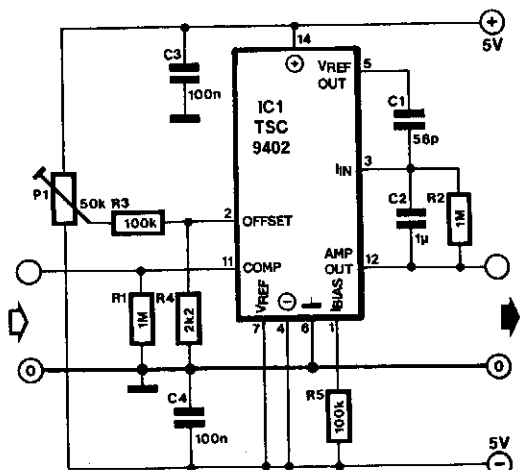 +
5V
14
C3
100n
+
VREF
OUT
5
IC1
TSC
9402
C1
56p
IIN
3
P1
50k
R3
100k
2
OFFSET
C2
1µ
R2
1M
11
COMP
AMP
OUT
12
R1
1M
R4
2k2
VREF
−
IBIAS
7
4
6
1
0
0
C4
100n
R5
100k
5V
−